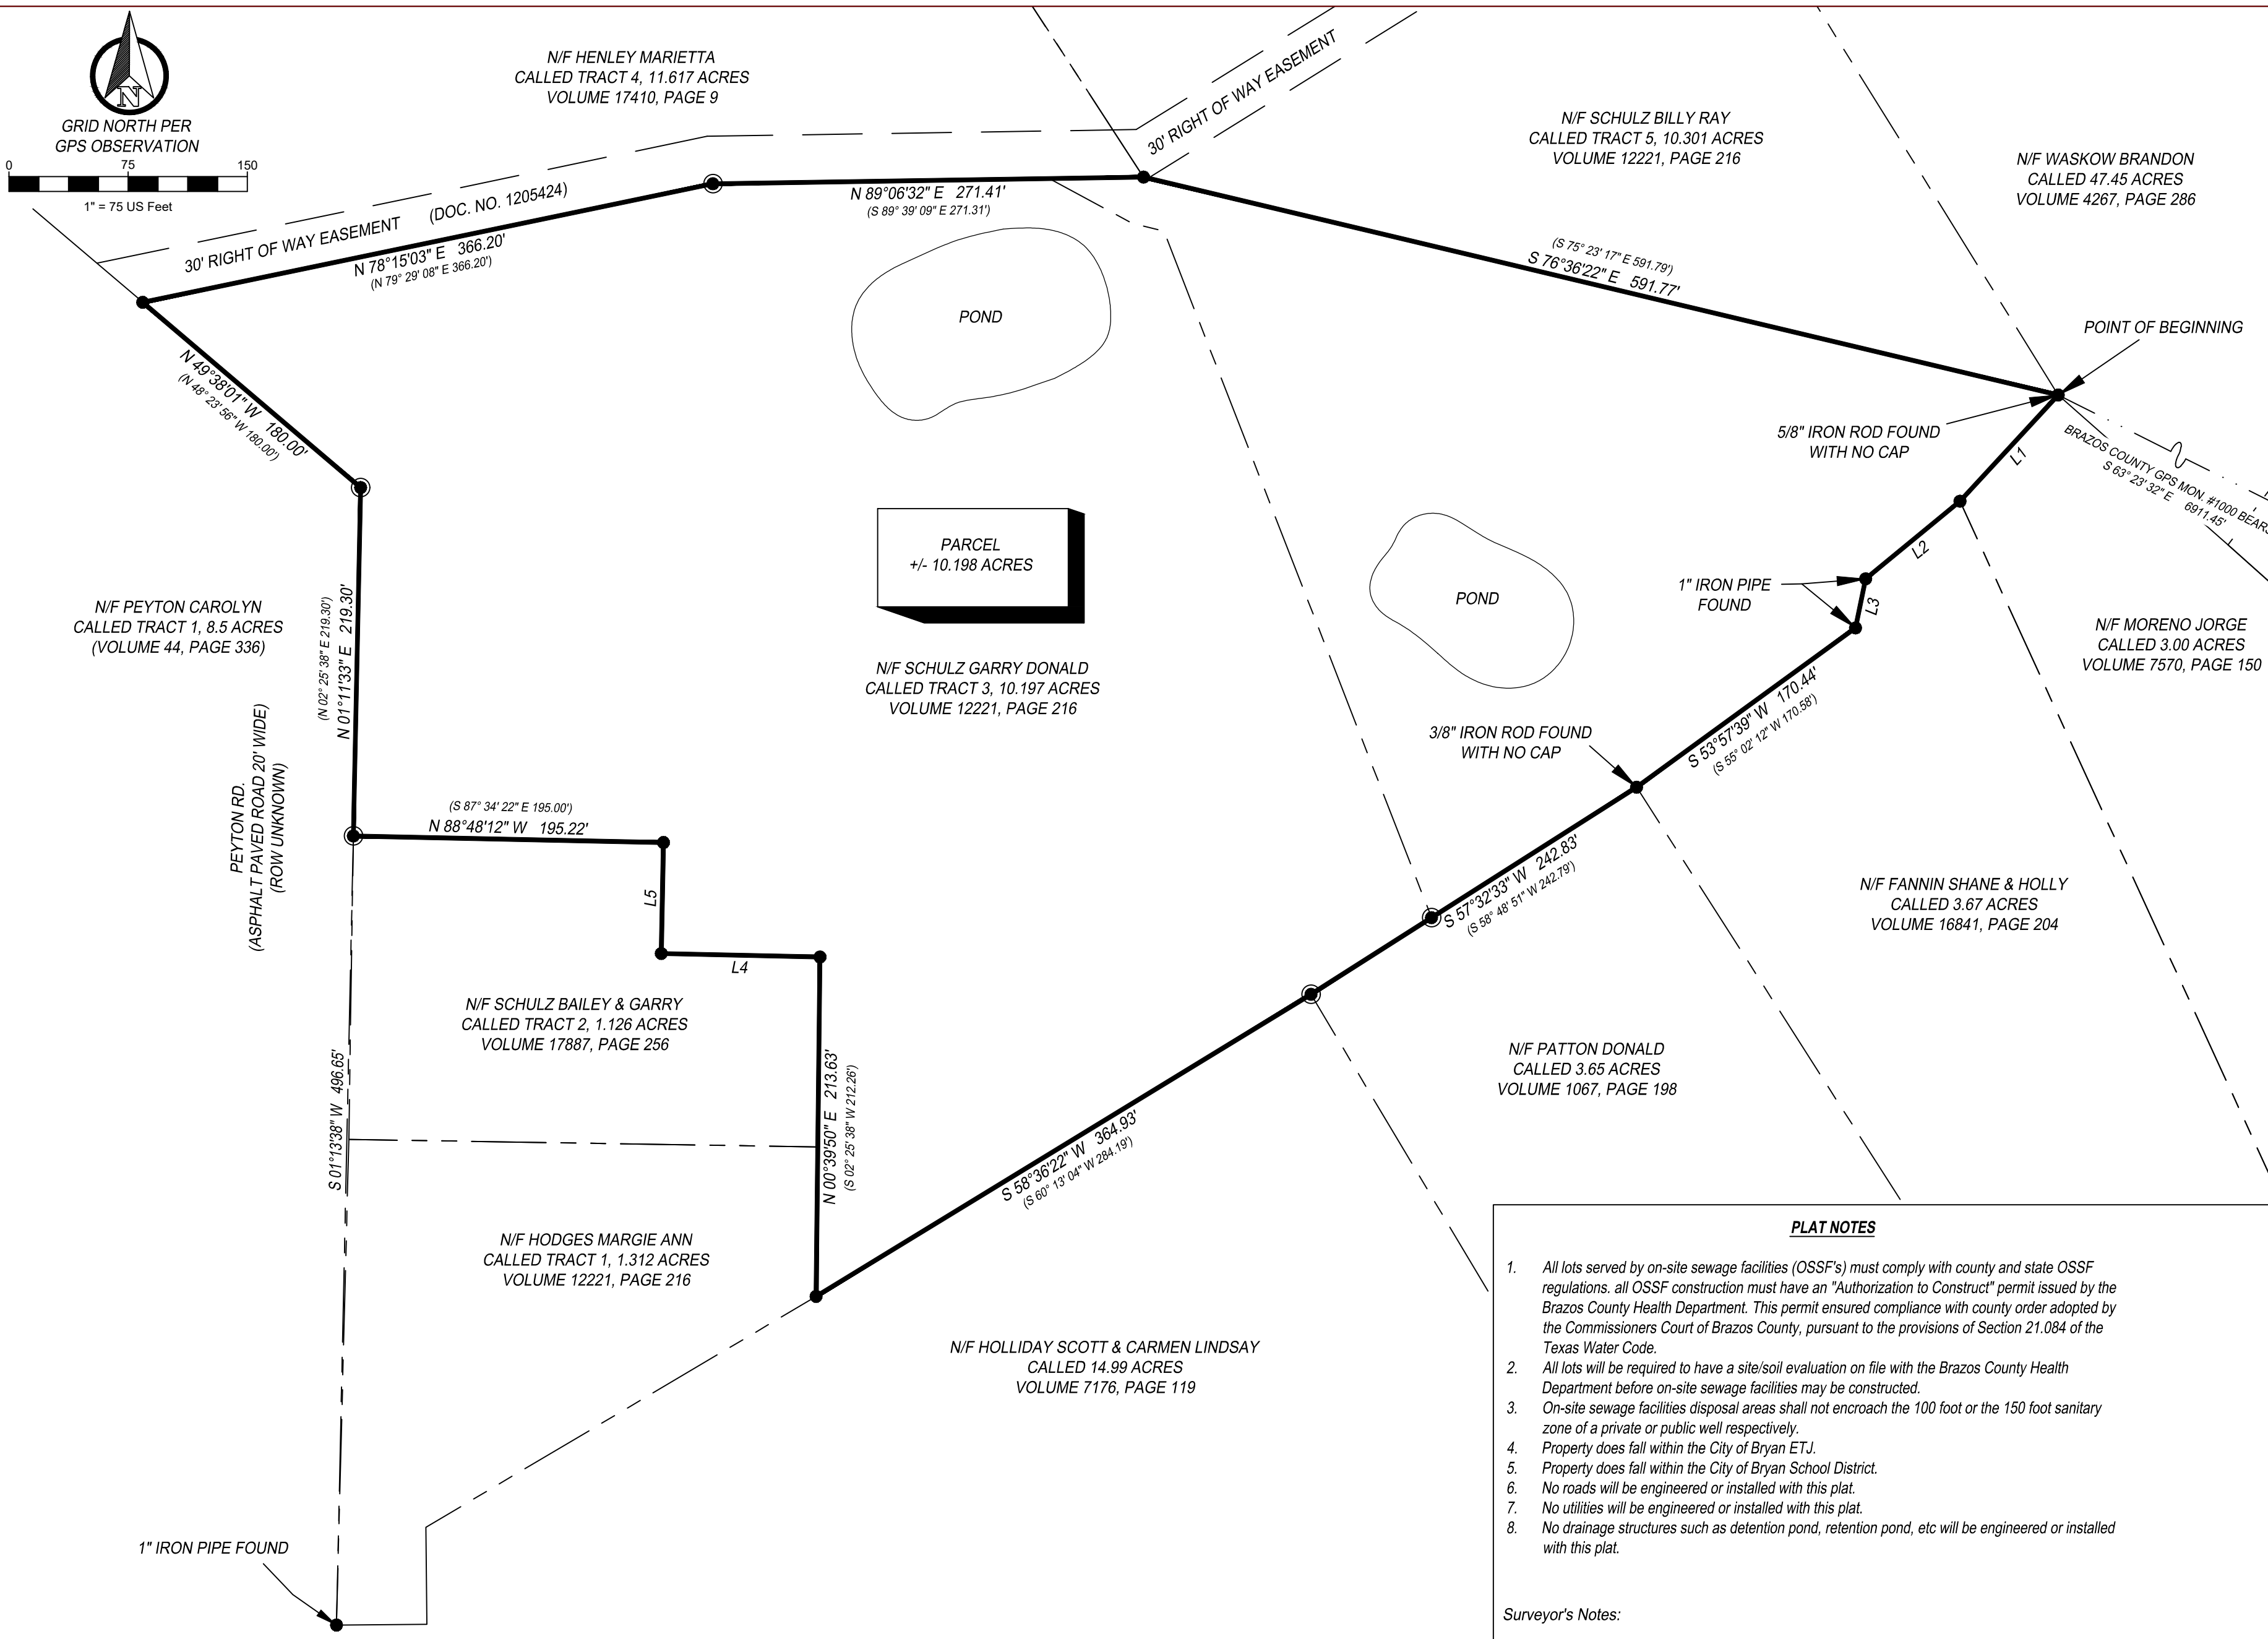 N/F HENLEY MARIETTA
CALLED TRACT 4, 11.617 ACRES
VOLUME 17410, PAGE 9
N
GRID NORTH PER
GPS OBSERVATION
0 75 150
1" = 75 US Feet
30' RIGHT OF WAY EASEMENT
N/F SCHULZ BILLY RAY
CALLED TRACT 5, 10.301 ACRES
VOLUME 12221, PAGE 216
N/F WASKOW BRANDON
CALLED 47.45 ACRES
VOLUME 4267, PAGE 286
30' RIGHT OF WAY EASEMENT (DOC. NO. 1205424)
N 78°15'03" E 366.20'
(N 79° 29' 08" E 366.20')
N 89°06'32" E 271.41'
(S 89° 39' 09" E 271.31')
(S 75° 23' 17" E 591.79')
S 76°36'22" E 591.77'
POND
POINT OF BEGINNING
5/8" IRON ROD FOUND
WITH NO CAP
L1
BRAZOS COUNTY GPS MON. #1000 BEARS
S 63° 23' 32" E 6911.45'
N 49°38'01" W 180.00'
(N 48° 23' 56" W 180.00')
PARCEL
+/- 10.198 ACRES
L2
1" IRON PIPE
FOUND
L3
POND
N/F PEYTON CAROLYN
CALLED TRACT 1, 8.5 ACRES
(VOLUME 44, PAGE 336)
(N 02° 25' 38" E 219.30')
N 01°11'33" E 219.30'
N/F SCHULZ GARRY DONALD
CALLED TRACT 3, 10.197 ACRES
VOLUME 12221, PAGE 216
N/F MORENO JORGE
CALLED 3.00 ACRES
VOLUME 7570, PAGE 150
S 53°57'39" W 170.44'
(S 55° 02' 12" W 170.58')
3/8" IRON ROD FOUND
WITH NO CAP
PEYTON RD.
(ASPHALT PAVED ROAD 20' WIDE)
(ROW UNKNOWN)
(S 87° 34' 22" E 195.00')
N 88°48'12" W 195.22'
L5
L4
S 57°32'33" W 242.83'
(S 58° 48' 51" W 242.79')
N/F FANNIN SHANE & HOLLY
CALLED 3.67 ACRES
VOLUME 16841, PAGE 204
N/F SCHULZ BAILEY & GARRY
CALLED TRACT 2, 1.126 ACRES
VOLUME 17887, PAGE 256
S 01°13'38" W 496.65'
N 00°39'50" E 213.63'
(S 02° 25' 38" W 212.26')
N/F PATTON DONALD
CALLED 3.65 ACRES
VOLUME 1067, PAGE 198
S 58°36'22" W 364.93'
(S 60° 13' 04" W 284.19')
N/F HODGES MARGIE ANN
CALLED TRACT 1, 1.312 ACRES
VOLUME 12221, PAGE 216
N/F HOLLIDAY SCOTT & CARMEN LINDSAY
CALLED 14.99 ACRES
VOLUME 7176, PAGE 119
1" IRON PIPE FOUND
PLAT NOTES
1. All lots served by on-site sewage facilities (OSSF's) must comply with county and state OSSF
regulations. all OSSF construction must have an "Authorization to Construct" permit issued by the
Brazos County Health Department. This permit ensured compliance with county order adopted by
the Commissioners Court of Brazos County, pursuant to the provisions of Section 21.084 of the
Texas Water Code.
2. All lots will be required to have a site/soil evaluation on file with the Brazos County Health
Department before on-site sewage facilities may be constructed.
3. On-site sewage facilities disposal areas shall not encroach the 100 foot or the 150 foot sanitary
zone of a private or public well respectively.
4. Property does fall within the City of Bryan ETJ.
5. Property does fall within the City of Bryan School District.
6. No roads will be engineered or installed with this plat.
7. No utilities will be engineered or installed with this plat.
8. No drainage structures such as detention pond, retention pond, etc will be engineered or installed
with this plat.
Surveyor's Notes: